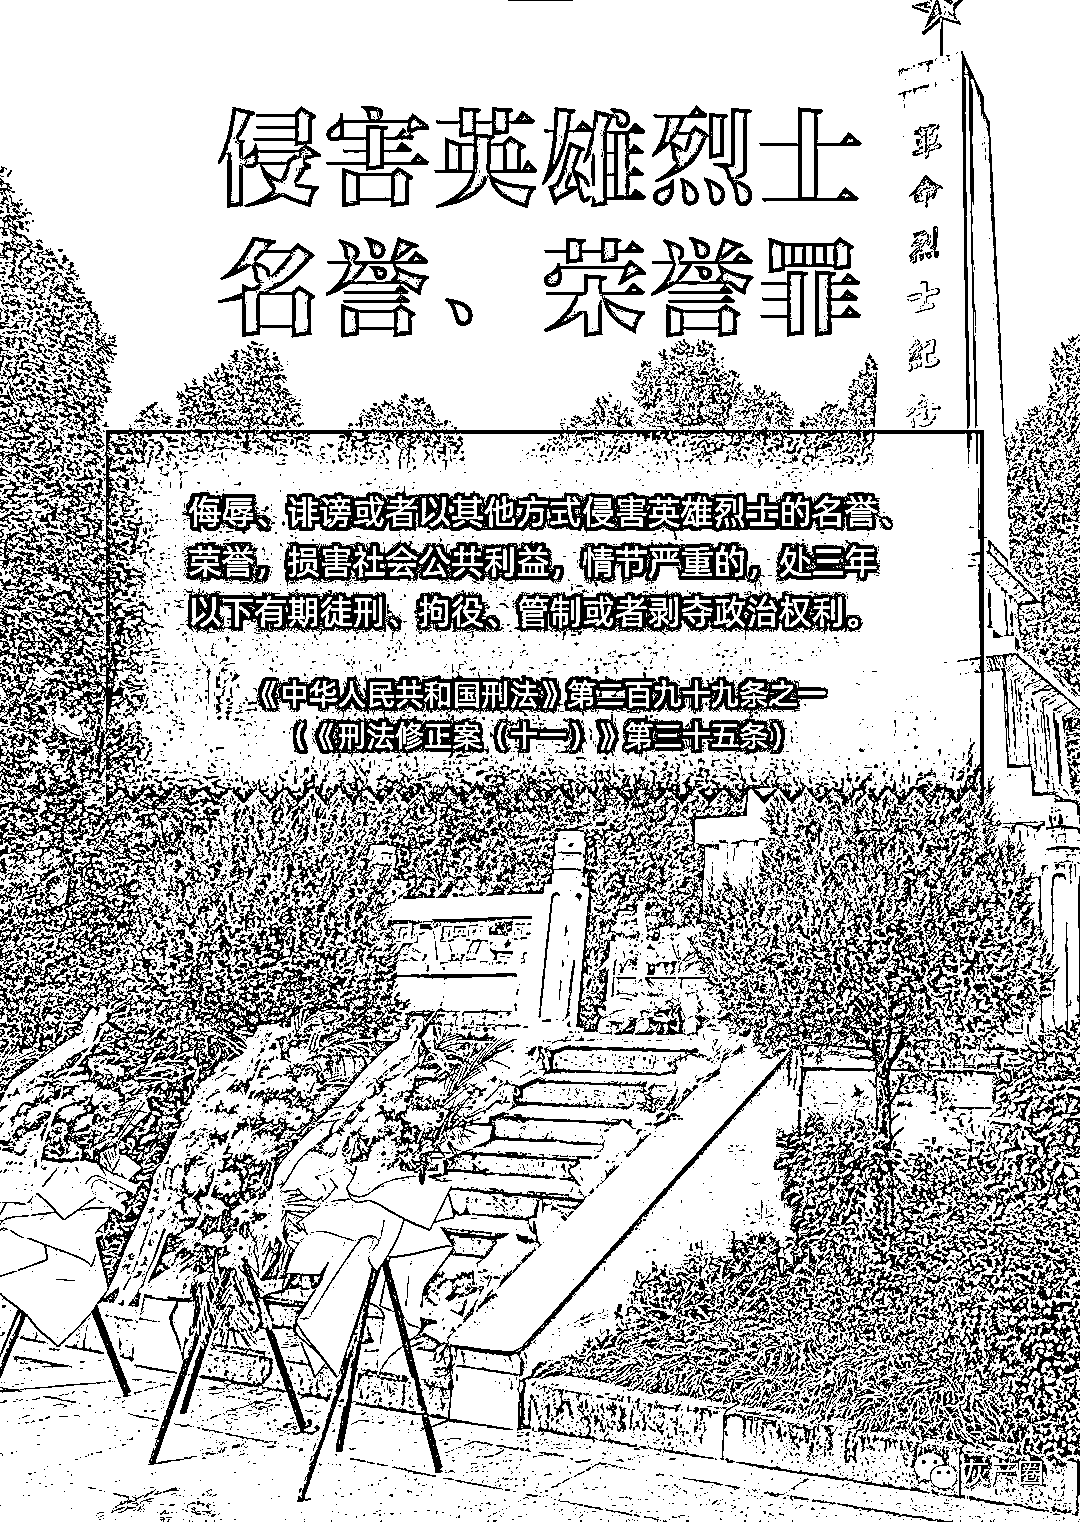 侵害英雄烈士
名誉、荣誉罪
革命烈士纪念
侮辱、诽谤或者以其他方式侵害英雄烈士的名誉、
荣誉，损害社会公共利益，情节严重的，处三年
以下有期徒刑、拘役、管制或者剥夺政治权利。
《中华人民共和国刑法》第二百九十九条之一
（《刑法修正案（十一）》第三十五条）
灰产圈